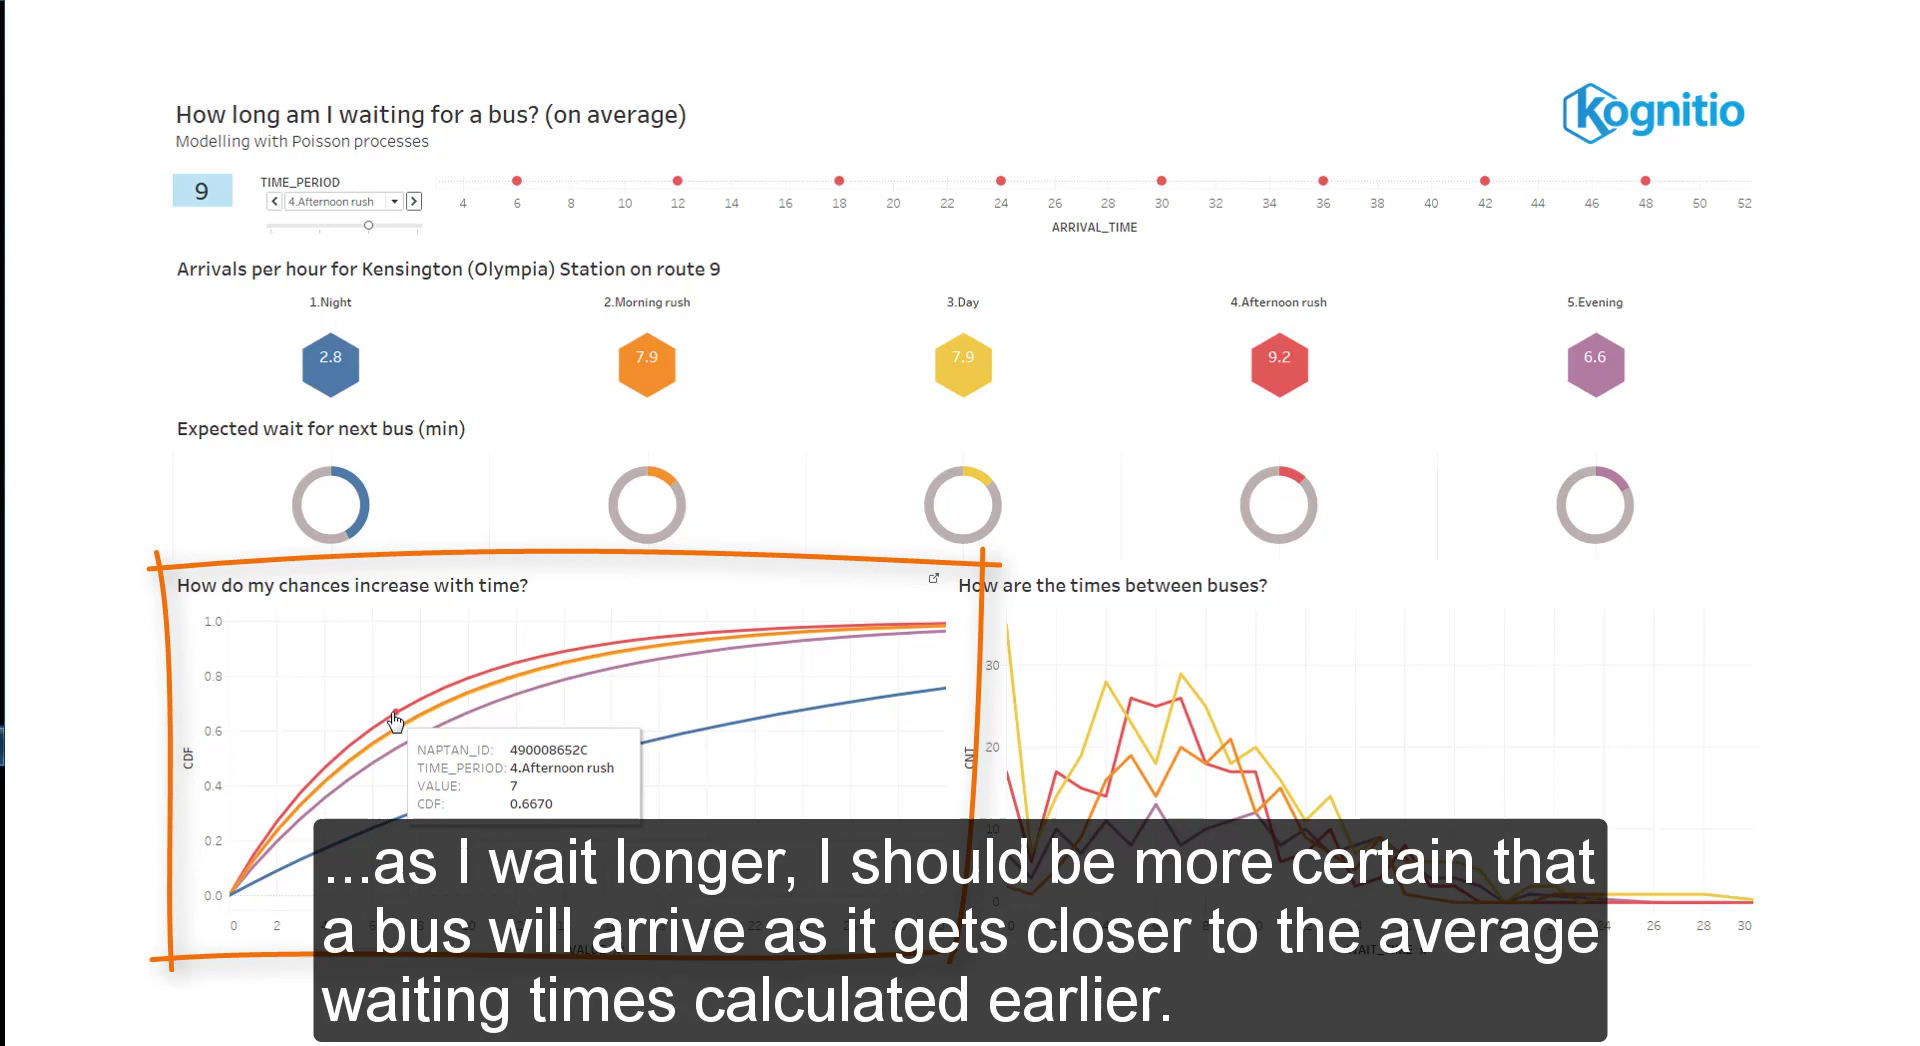 How long am I waiting for a bus? (on average)
Kognitio
Modelling with Poisson processes
9
TIME_PERIOD
4.Afternoon rush
4 6 8 10 12 14 16 18 20 22 24 26 28 30 32 34 36 38 40 42 44 46 48 50 52
ARRIVAL_TIME
Arrivals per hour for Kensington (Olympia) Station on route 9
1.Night 2.Morning rush 3.Day 4.Afternoon rush 5.Evening
2.8 7.9 7.9 9.2 6.6
Expected wait for next bus (min)
How do my chances increase with time?
1.0
0.8
0.6
0.4
0.2
0.0
CDF
0 2
NAPTAN_ID: 490008652C
TIME_PERIOD: 4.Afternoon rush
VALUE: 7
CDF: 0.6670
How are the times between buses?
30
20
10
0
CNT
24 26 28 30
...as I wait longer, I should be more certain that
a bus will arrive as it gets closer to the average
waiting times calculated earlier.